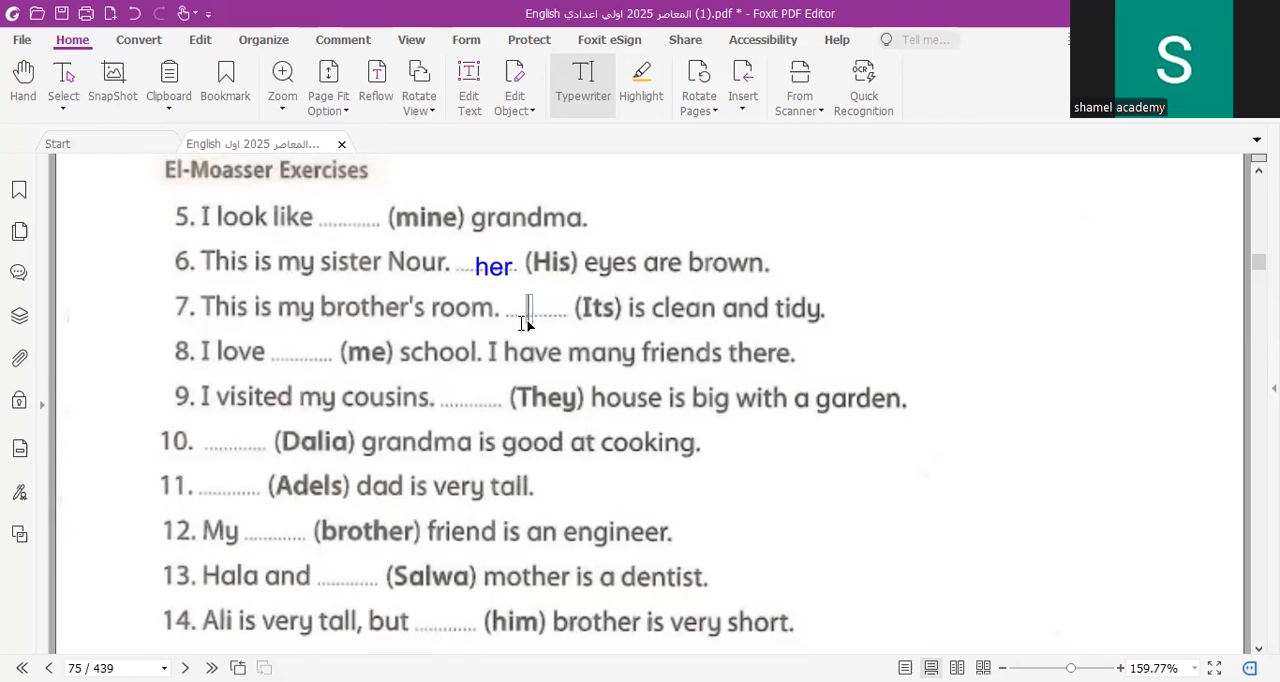 English المعاصر 2025 اولي اعدادي (1).pdf * - Foxit PDF Editor
File Home Convert Edit Organize Comment View Form Protect Foxit eSign Share Accessibility Help Tell me...
Hand Select SnapShot Clipboard Bookmark Zoom Page Fit Option Reflow Rotate View Edit Text Edit Object Typewriter Highlight Rotate Pages Insert From Scanner Quick Recognition
S
shamel academy
Start English المعاصر 2025 اول...
El-Moasser Exercises
5. I look like ............ (mine) grandma.
6. This is my sister Nour. ....her. (His) eyes are brown.
7. This is my brother's room. ............ (Its) is clean and tidy.
8. I love ............ (me) school. I have many friends there.
9. I visited my cousins. ............ (They) house is big with a garden.
10. ............ (Dalia) grandma is good at cooking.
11. ............ (Adels) dad is very tall.
12. My ............ (brother) friend is an engineer.
13. Hala and ............ (Salwa) mother is a dentist.
14. Ali is very tall, but ............ (him) brother is very short.
75 / 439 159.77%